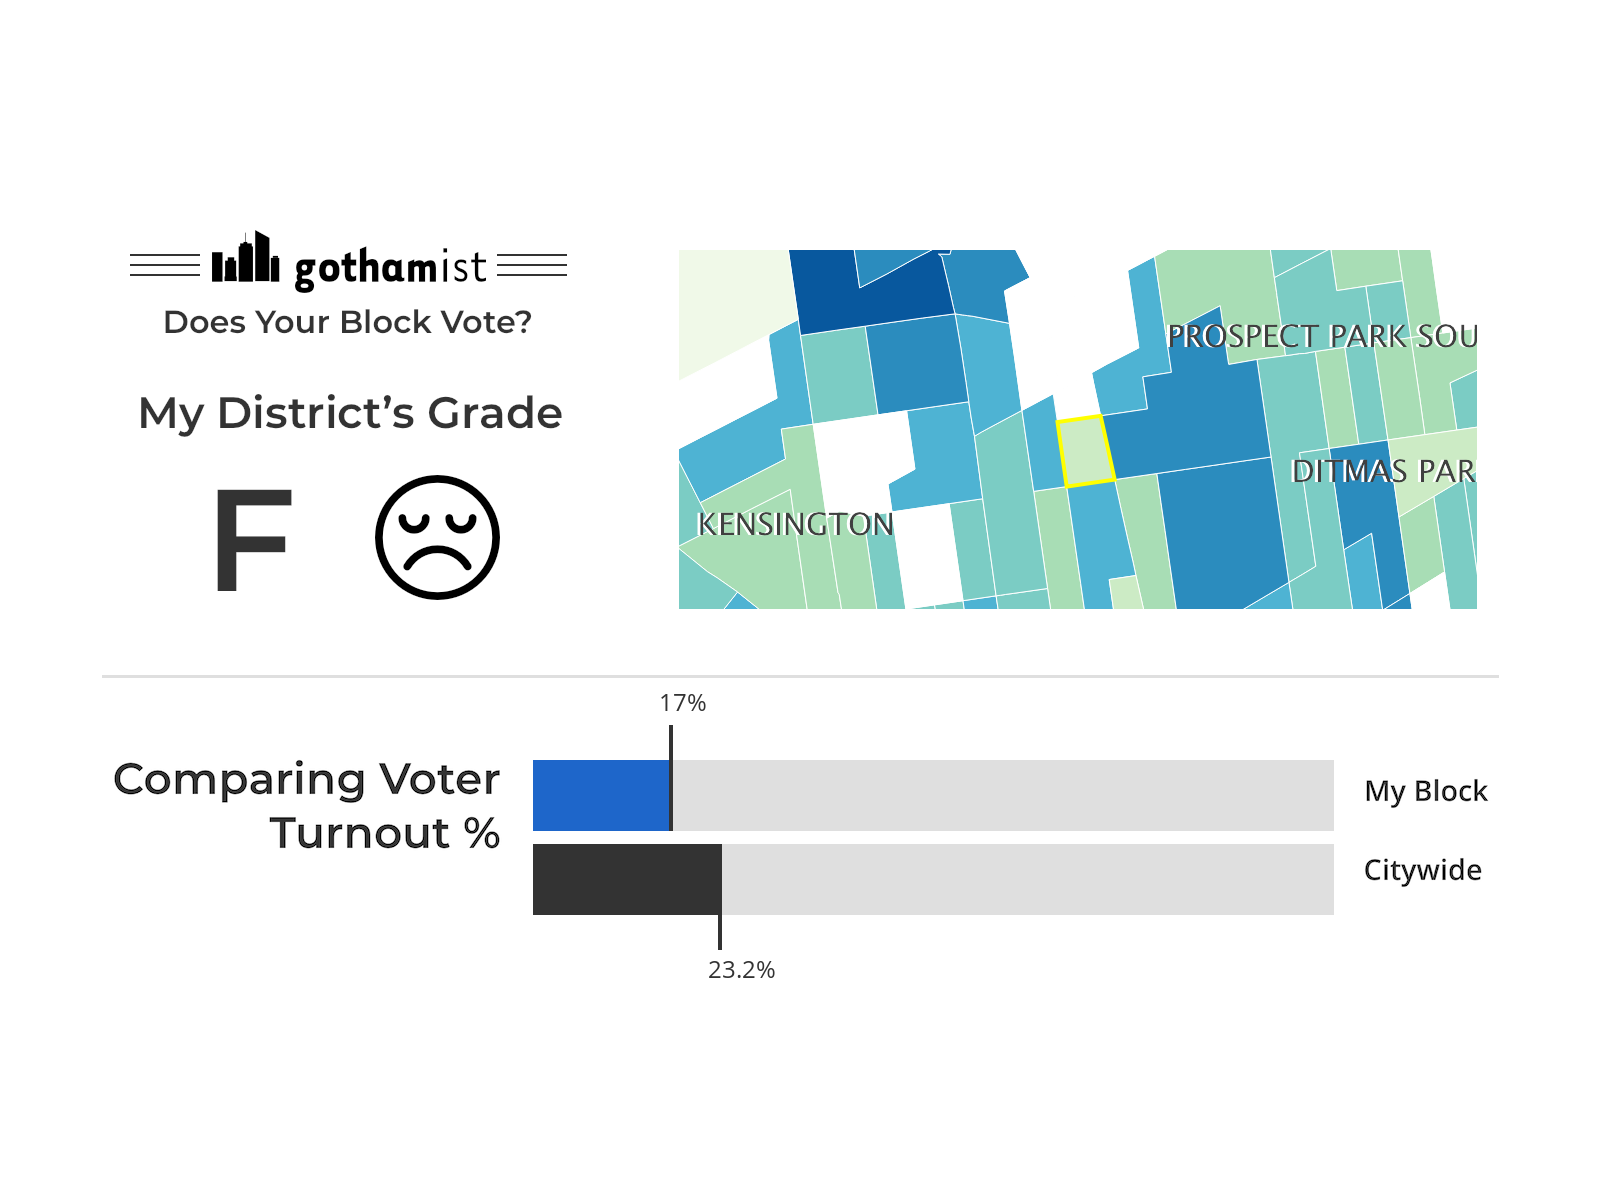 gothamist
Does Your Block Vote?
My District's Grade
F
PROSPECT PARK SOU
DITMAS PAR
KENSINGTON
17%
Comparing Voter
Turnout %
My Block
Citywide
23.2%